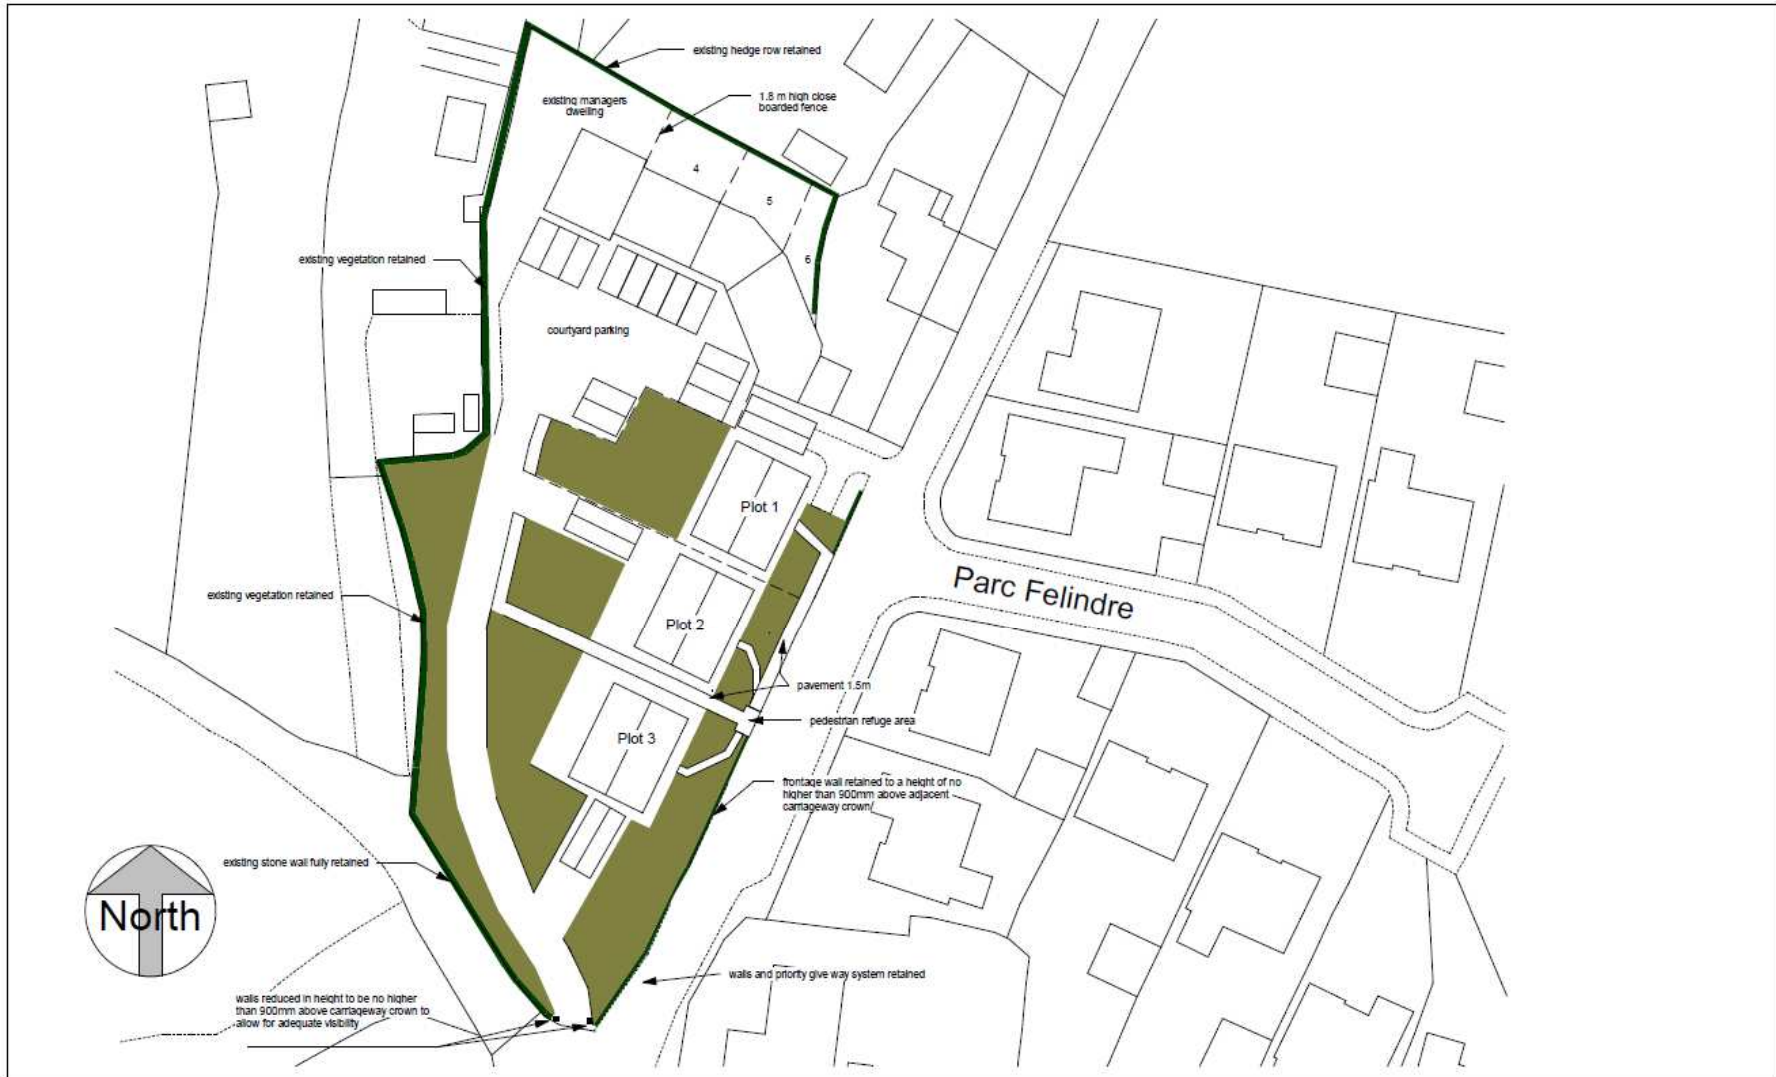 existing hedge row retained
existing managers
dwelling
1.8 m high close
boarded fence
4
5
6
existing vegetation retained
courtyard parking
Plot 1
Parc Felindre
existing vegetation retained
Plot 2
pavement 1.5m
pedestrian refuge area
Plot 3
frontage wall retained to a height of no
higher than 900mm above adjacent
carriageway crown/
existing stone wall fully retained
North
walls and priority give way system retained
walls reduced in height to be no higher
than 900mm above carriageway crown to
allow for adequate visibility